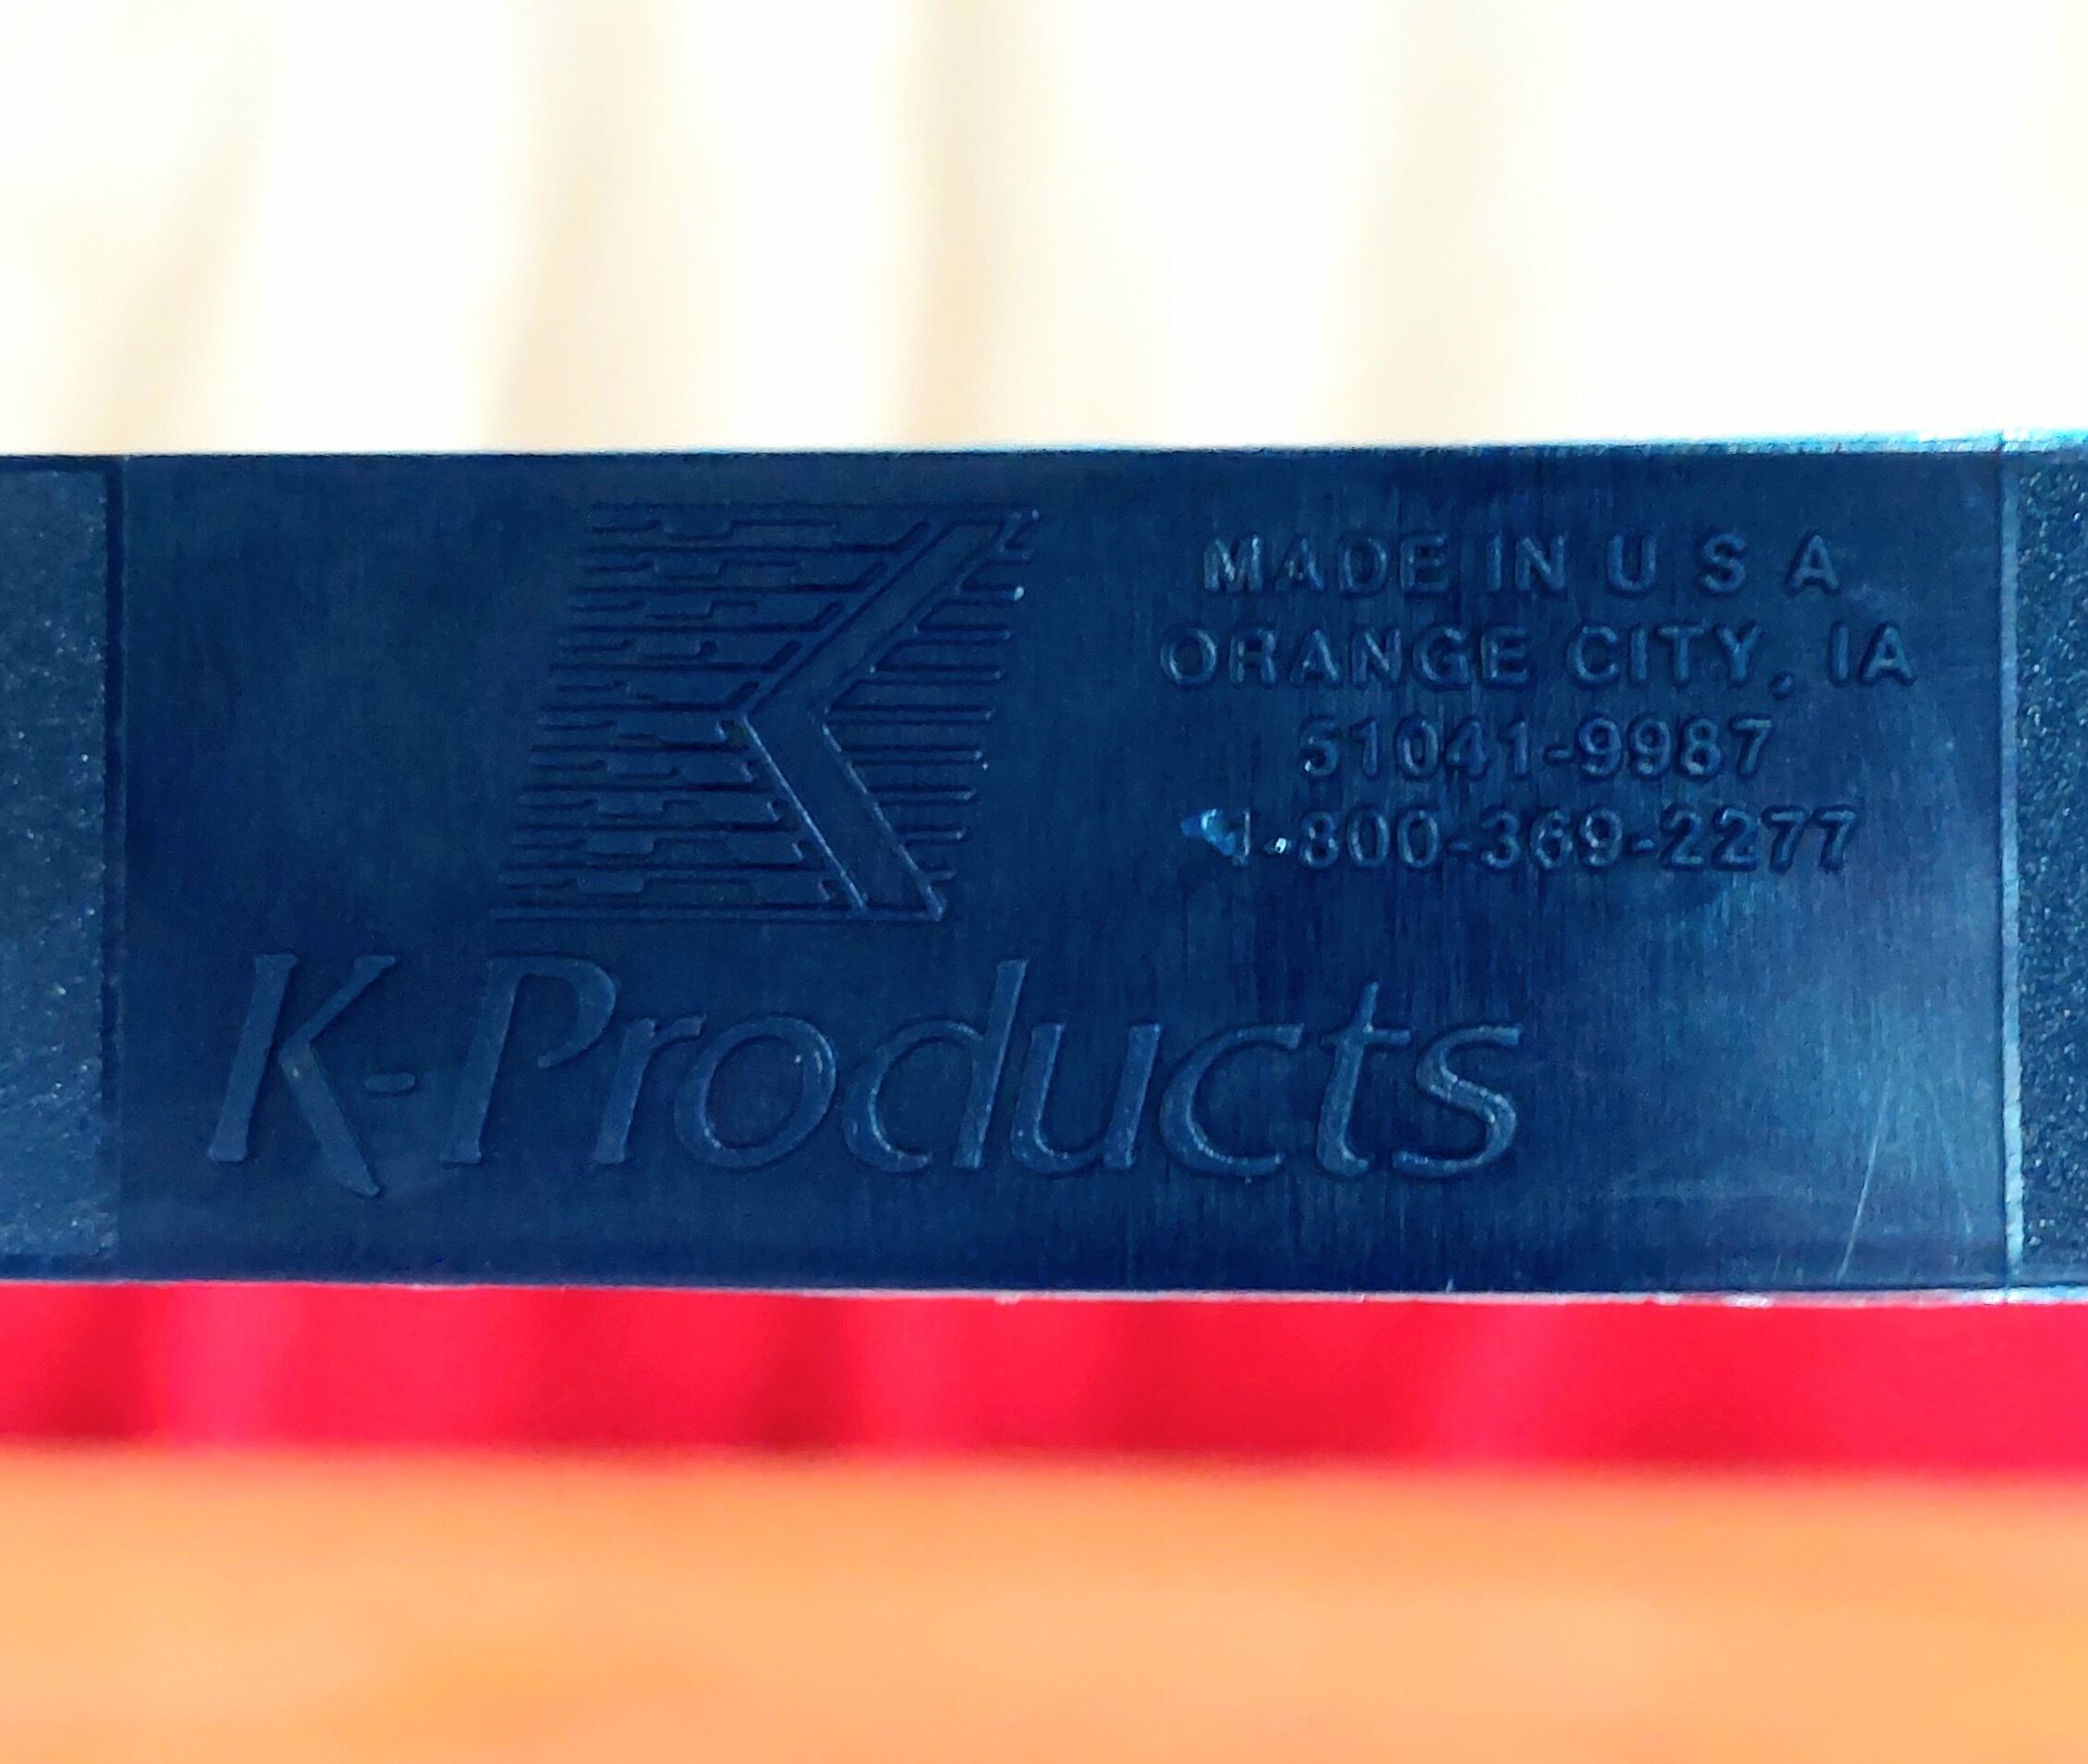 MADE IN U S A
ORANGE CITY, IA
51041-9987
1-800-369-2277
K-Products